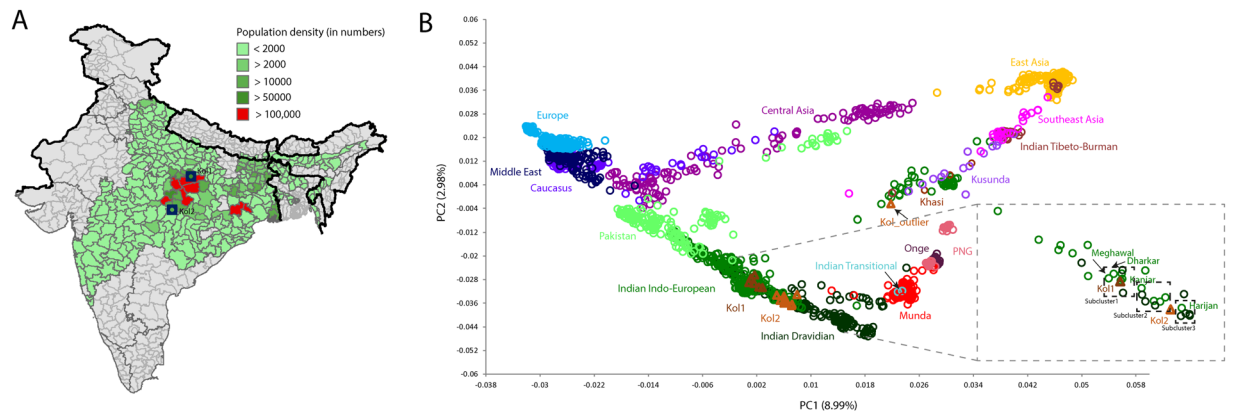 A
Population density (in numbers)
< 2000
> 2000
> 10000
> 50000
> 100,000
Kol2
B
0.06
0.052
0.044
0.036
0.028
0.02
0.012
0.004
-0.004
-0.012
-0.02
-0.028
-0.036
-0.044
-0.052
-0.06
-0.038
-0.03
-0.022
-0.014
-0.006
0.002
0.01
0.018
0.026
0.034
0.042
0.05
0.058
PC2 (2.98%)
PC1 (8.99%)
East Asia
Central Asia
Europe
Southeast Asia
Indian Tibeto-Burman
Middle East
Caucasus
Kusunda
Khasi
Kol_outlier
Pakistan
Onge
PNG
Indian Transitional
Indian Indo-European
Kol1
Kol2
Munda
Indian Dravidian
Meghawal
Dharkar
Kanjar
Kol1
Subcluster1
Harijan
Subcluster2
Kol2
Subcluster3